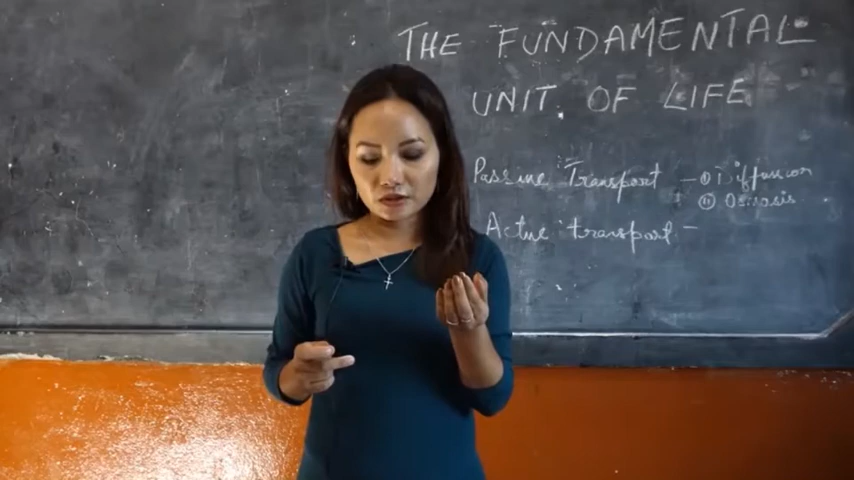 THE FUNDAMENTAL
UNIT OF LIFE
Passive Transport - (i) Diffusion
(ii) Osmosis
Active transport -